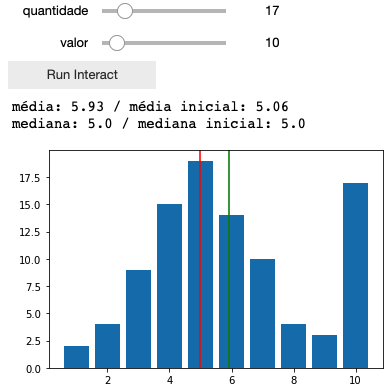 quantidade 17
valor 10
Run Interact
média: 5.93 / média inicial: 5.06
mediana: 5.0 / mediana inicial: 5.0
17.5
15.0
12.5
10.0
7.5
5.0
2.5
0.0
2 4 6 8 10